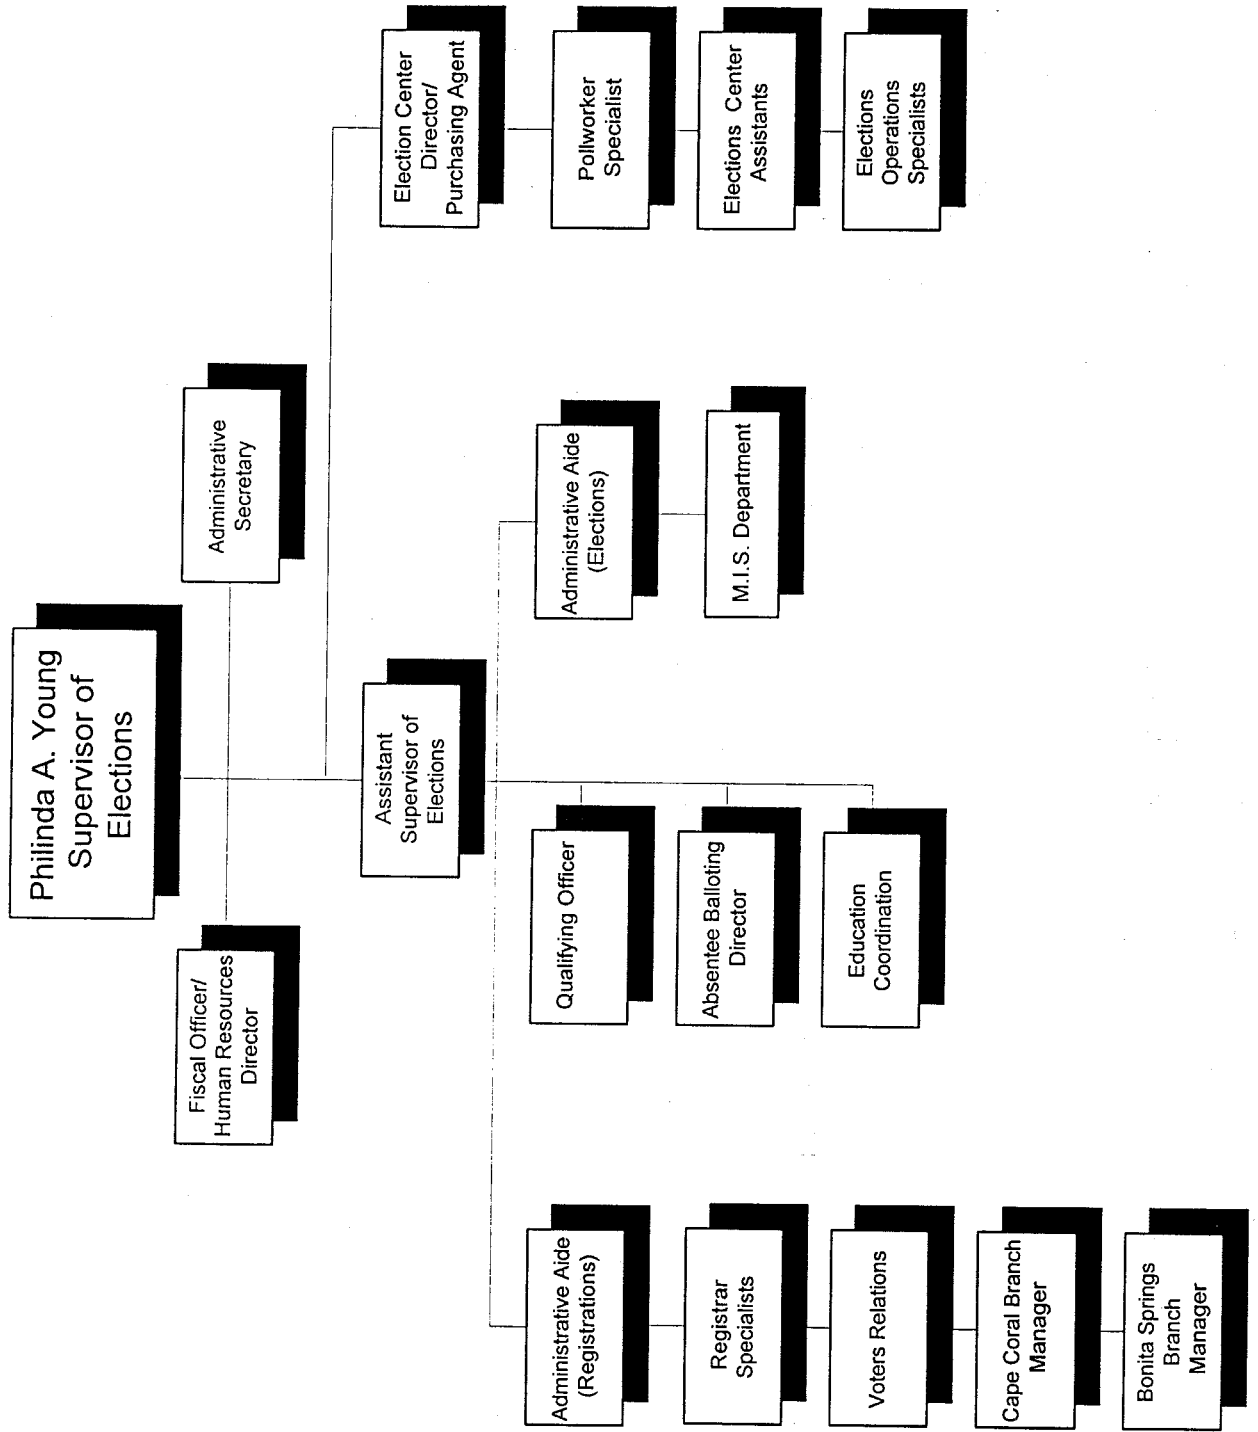 Philinda A. Young
Supervisor of
Elections
Fiscal Officer/
Human Resources
Director
Administrative
Secretary
Assistant
Supervisor of
Elections
Election Center
Director/
Purchasing Agent
Pollworker
Specialist
Elections Center
Assistants
Elections
Operations
Specialists
Administrative Aide
(Registrations)
Registrar
Specialists
Voters Relations
Cape Coral Branch
Manager
Bonita Springs
Branch
Manager
Qualifying Officer
Absentee Balloting
Director
Education
Coordination
Administrative Aide
(Elections)
M.I.S. Department